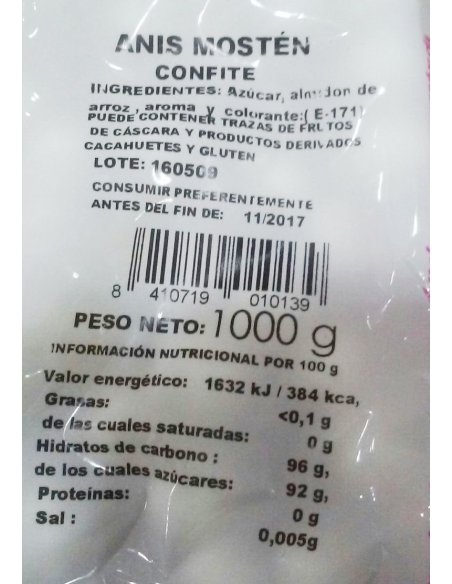 ANIS MOSTÉN
CONFITE
INGREDIENTES: Azúcar, almidon de
arroz, aroma y colorante:( E-171)
PUEDE CONTENER TRAZAS DE FRUTOS
DE CÁSCARA Y PRODUCTOS DERIVADOS
CACAHUETES Y GLUTEN
LOTE: 160509
CONSUMIR PREFERENTEMENTE
ANTES DEL FIN DE: 11/2017
8 410719 010139
PESO NETO: 1000 g
INFORMACIÓN NUTRICIONAL POR 100 g
Valor energético: 1632 kJ / 384 kca,
Grasas: <0,1 g
de las cuales saturadas: 0 g
Hidratos de carbono : 96 g,
de los cuales azúcares: 92 g,
Proteínas: 0 g
Sal : 0,005g